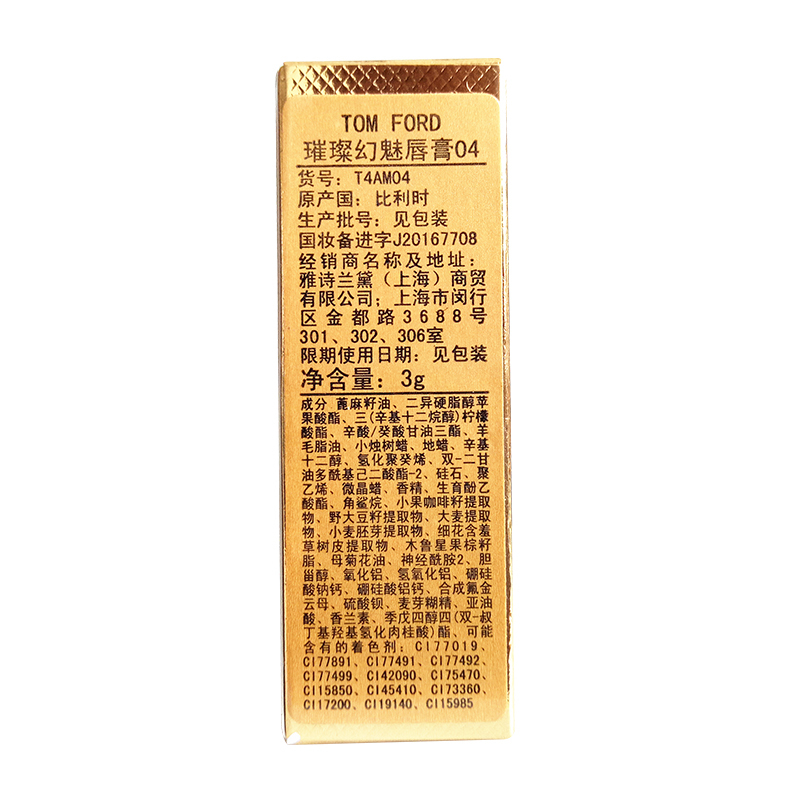 TOM FORD
璀璨幻魅唇膏04
货号：T4AM04
原产国：比利时
生产批号：见包装
国妆备进字J20167708
经销商名称及地址：
雅诗兰黛（上海）商贸
有限公司；上海市闵行
区金都路3688号
301、302、306室
限期使用日期：见包装
净含量：3g
成分 蓖麻籽油、二异硬脂醇苹
果酸酯、三(辛基十二烷醇)柠檬
酸酯、辛酸/癸酸甘油三酯、羊
毛脂油、小烛树蜡、地蜡、辛基
十二醇、氢化聚癸烯、双-二甘
油多酰基己二酸酯-2、硅石、聚
乙烯、微晶蜡、香精、生育酚乙
酸酯、角鲨烷、小果咖啡籽提取
物、野大豆籽提取物、大麦提取
物、小麦胚芽提取物、细花含羞
草树皮提取物、木鲁星果棕籽
脂、母菊花油、神经酰胺2、胆
甾醇、氧化铝、氢氧化铝、硼硅
酸钠钙、硼硅酸铝钙、合成氟金
云母、硫酸钡、麦芽糊精、亚油
酸、香兰素、季戊四醇四(双-叔
丁基羟基氢化肉桂酸)酯、可能
含有的着色剂：CI77019、
CI77891、CI77491、CI77492、
CI77499、CI42090、CI75470、
CI15850、CI45410、CI73360、
CI17200、CI19140、CI15985